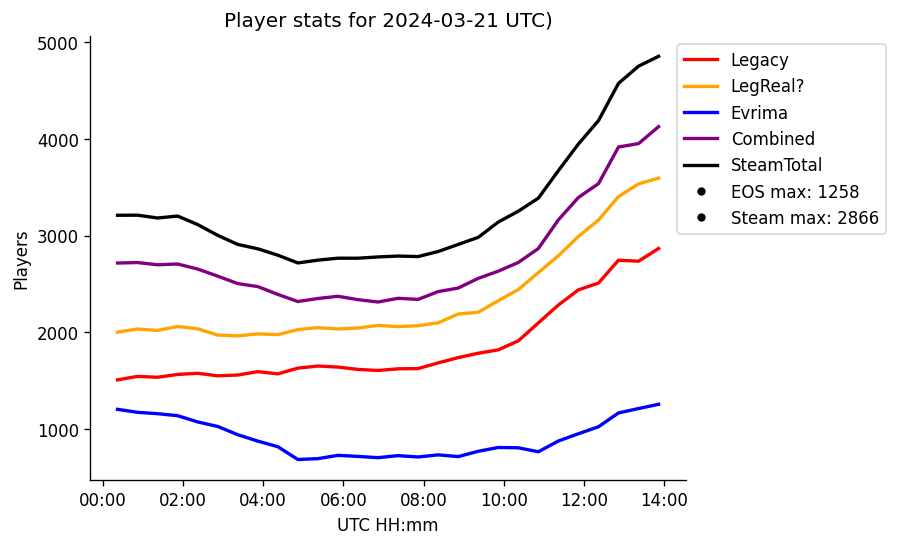 Player stats for 2024-03-21 UTC)
5000
4000
3000
2000
1000
Players
00:00 02:00 04:00 06:00 08:00 10:00 12:00 14:00
UTC HH:mm
Legacy
LegReal?
Evrima
Combined
SteamTotal
EOS max: 1258
Steam max: 2866